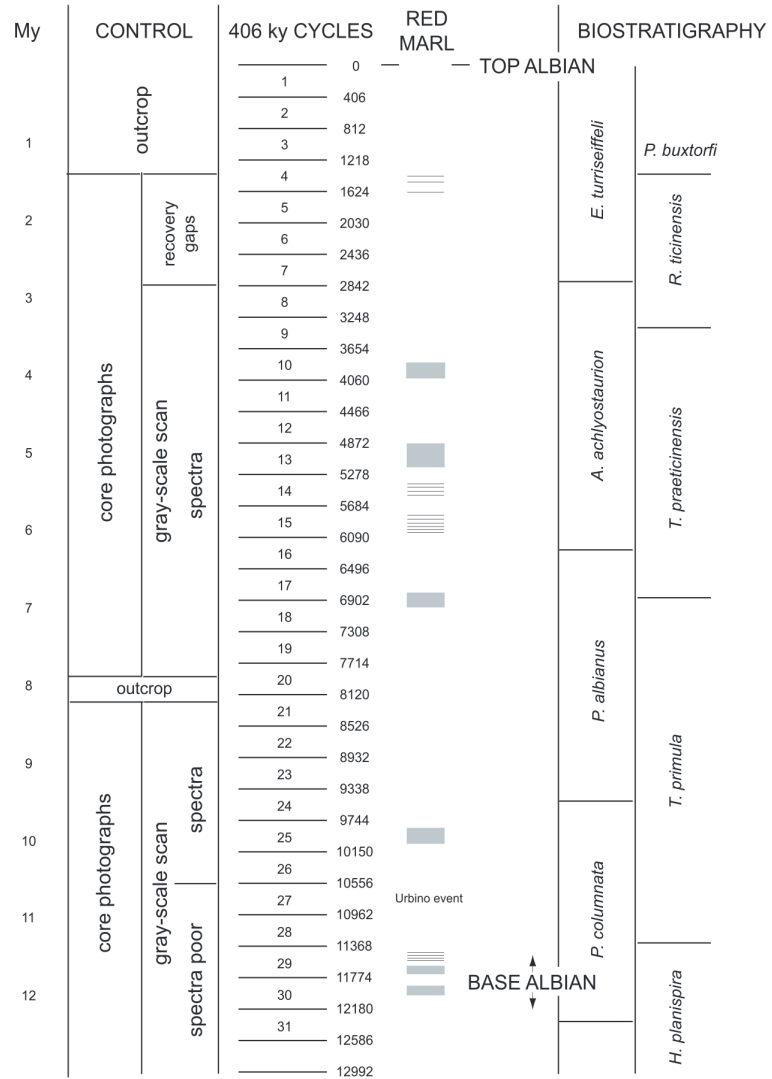 My
CONTROL
406 ky CYCLES
RED
MARL
BIOSTRATIGRAPHY
0
TOP ALBIAN
1
406
2
812
3
1218
4
1624
5
2030
6
2436
7
2842
8
3248
9
3654
10
4060
11
4466
12
4872
13
5278
14
5684
15
6090
16
6496
17
6902
18
7308
19
7714
20
8120
21
8526
22
8932
23
9338
24
9744
25
10150
26
10556
27
10962
28
11368
29
11774
30
12180
31
12586
12992
1
2
3
4
5
6
7
8
9
10
11
12
outcrop
recovery
gaps
core photographs
gray-scale scan
spectra
outcrop
core photographs
gray-scale scan
spectra
spectra poor
Urbino event
BASE ALBIAN
E. turriseiffeli
A. achlyostaurion
P. albianus
P. columnata
P. buxtorfi
R. ticinensis
T. praeticinensis
T. primula
H. planispira